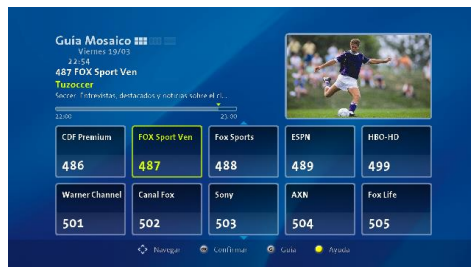 Guía Mosaico
Viernes 19/03
22:54
487 FOX Sport Ven
Tuzoccer
Soccer. Entrevistas, destacados y noticias sobre el ci...
22:00 23:00
CDF Premium FOX Sport Ven Fox Sports ESPN HBO-HD
486 487 488 489 499
Warner Channel Canal Fox Sony AXN Fox Life
501 502 503 504 505
Navegar Confirmar Guía Ayuda